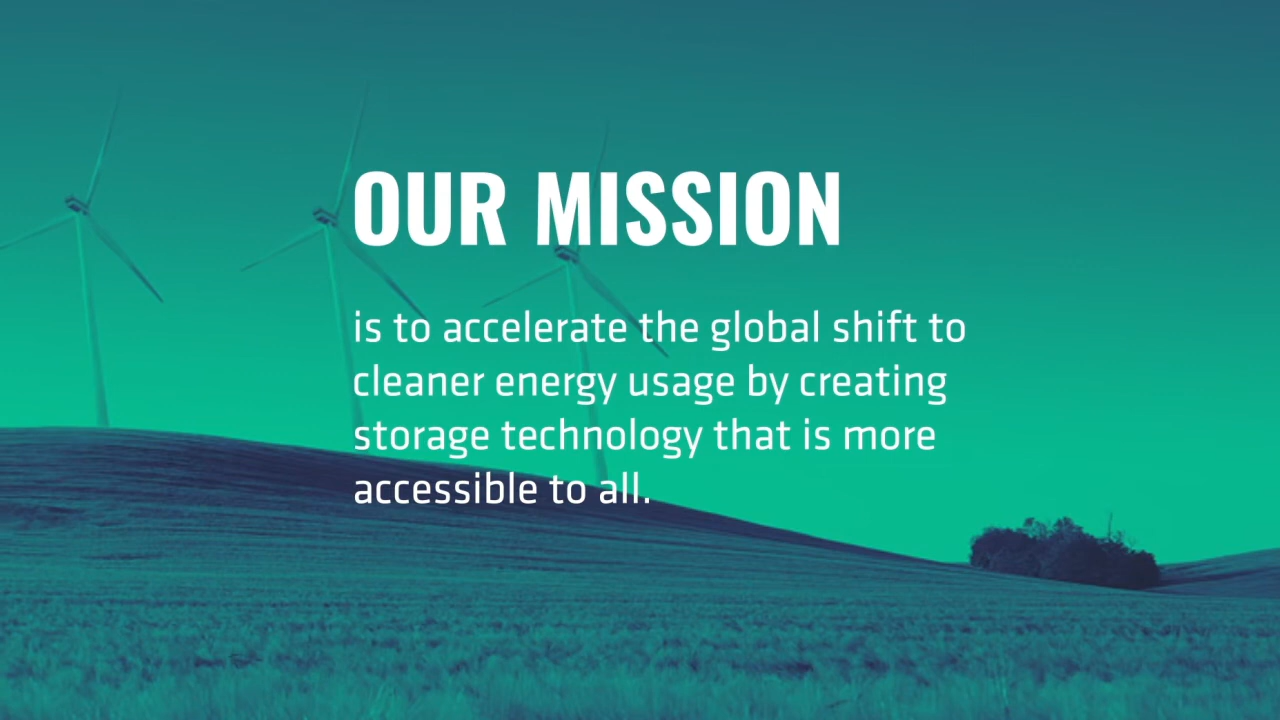 OUR MISSION
is to accelerate the global shift to
cleaner energy usage by creating
storage technology that is more
accessible to all.